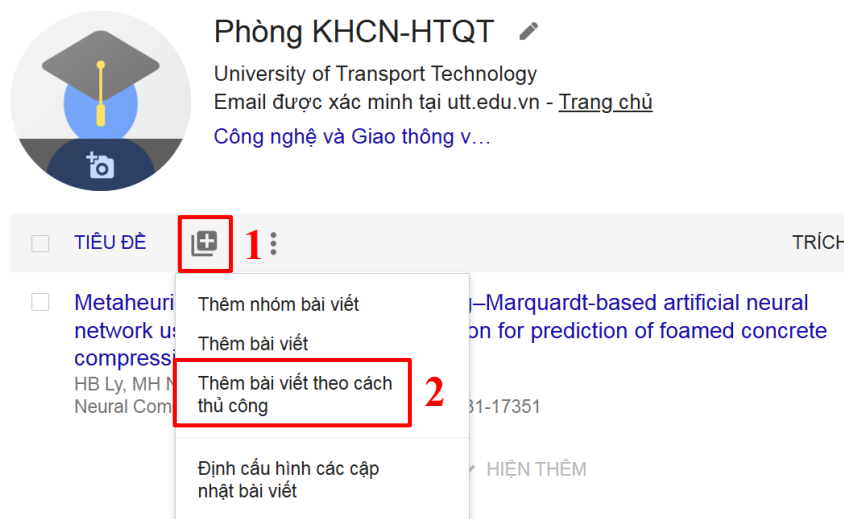 Phòng KHCN-HTQT
University of Transport Technology
Email được xác minh tại utt.edu.vn - Trang chủ
Công nghệ và Giao thông v…
TIÊU ĐỀ 1 TRÍCH
Thêm nhóm bài viết
Thêm bài viết
Thêm bài viết theo cách
thủ công
2
Định cấu hình các cập
nhật bài viết
Metaheuri –Marquardt-based artificial neural
network on for prediction of foamed concrete
compressi
HB Ly, MH
Neural Com 31-17351
HIỆN THÊM